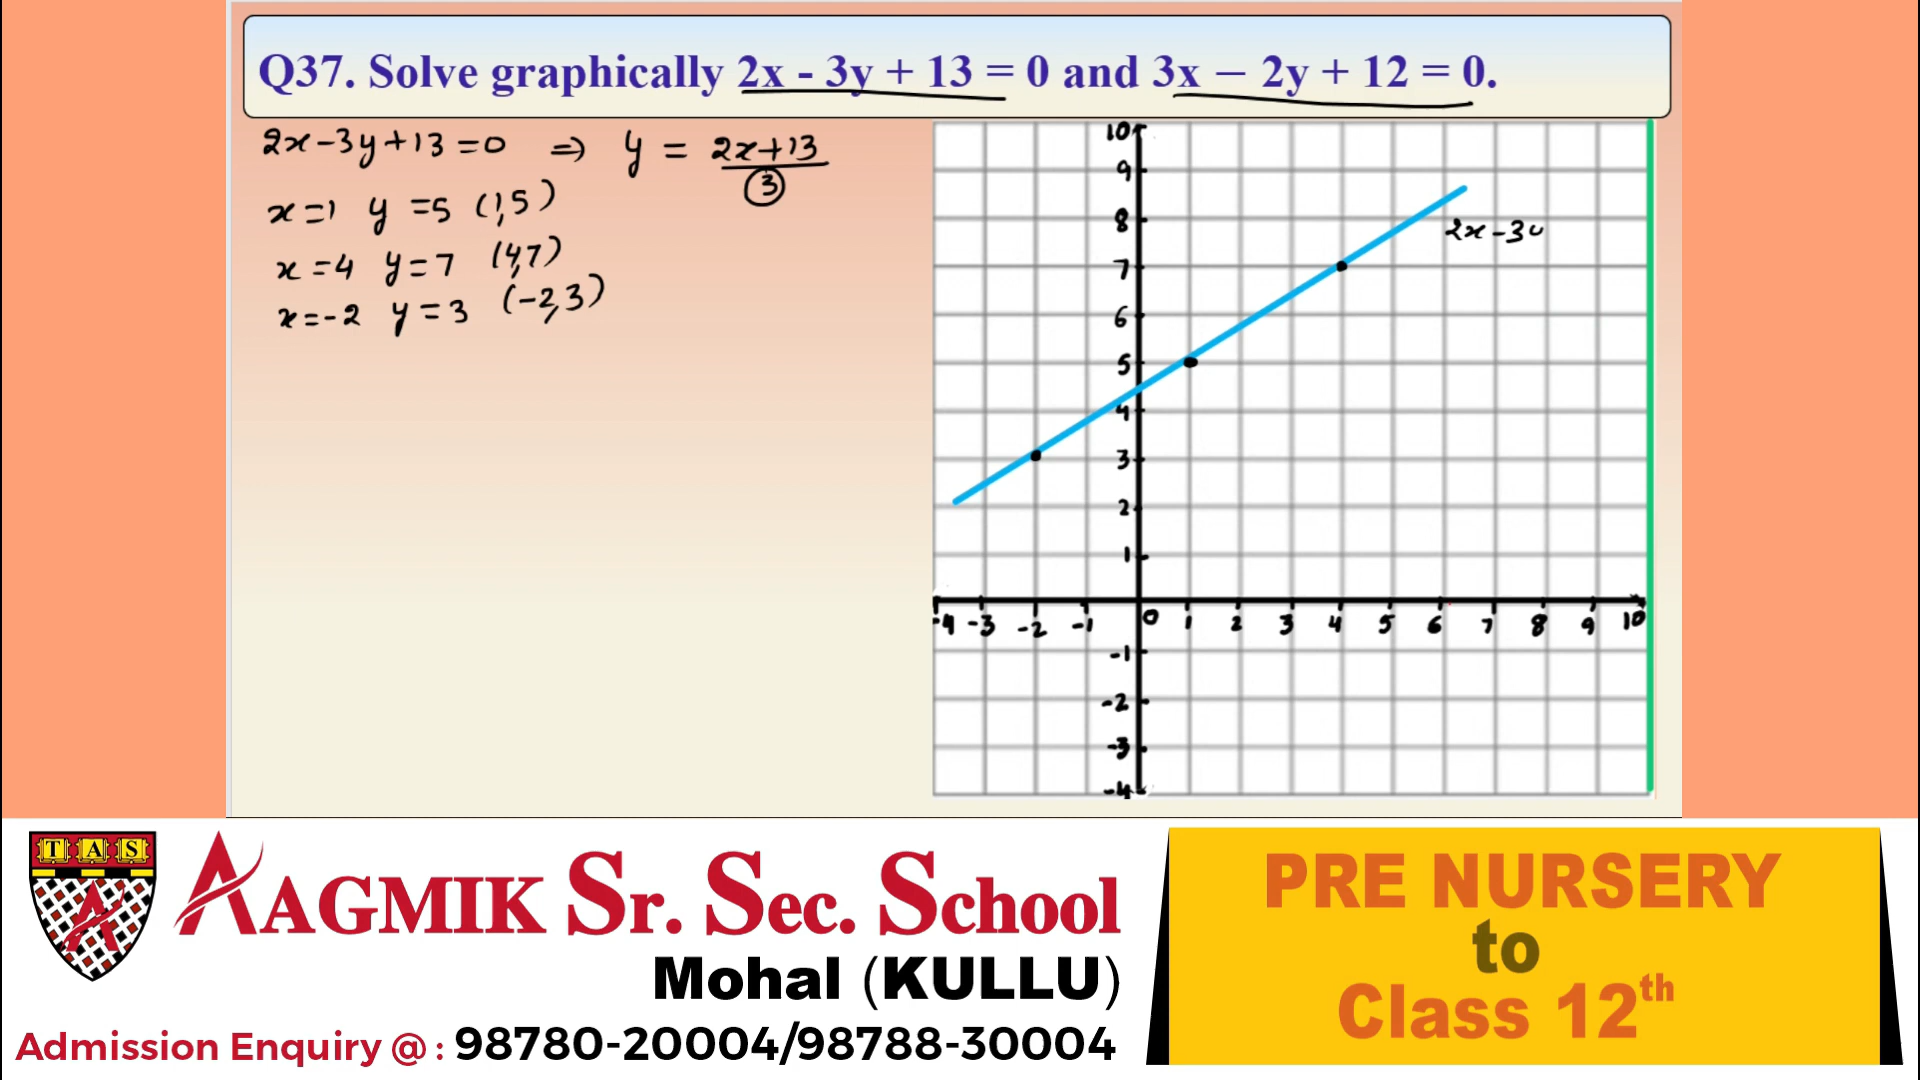 Q37. Solve graphically 2x - 3y + 13 = 0 and 3x – 2y + 12 = 0.
2x-3y+13=0 ⇒ y = 2x+13/3
x=1 y=5 (1,5)
x=4 y=7 (4,7)
x=-2 y=3 (-2,3)
10
9
8
2x-3
7
6
5
4
3
2
1
-4 -3 -2 -1 0 1 2 3 4 5 6 7 8 9 10
-1
-2
-3
-4
TAS
AAGMIK Sr. Sec. School
Mohal (KULLU)
Admission Enquiry @ : 98780-20004/98788-30004
PRE NURSERY
to
Class 12th